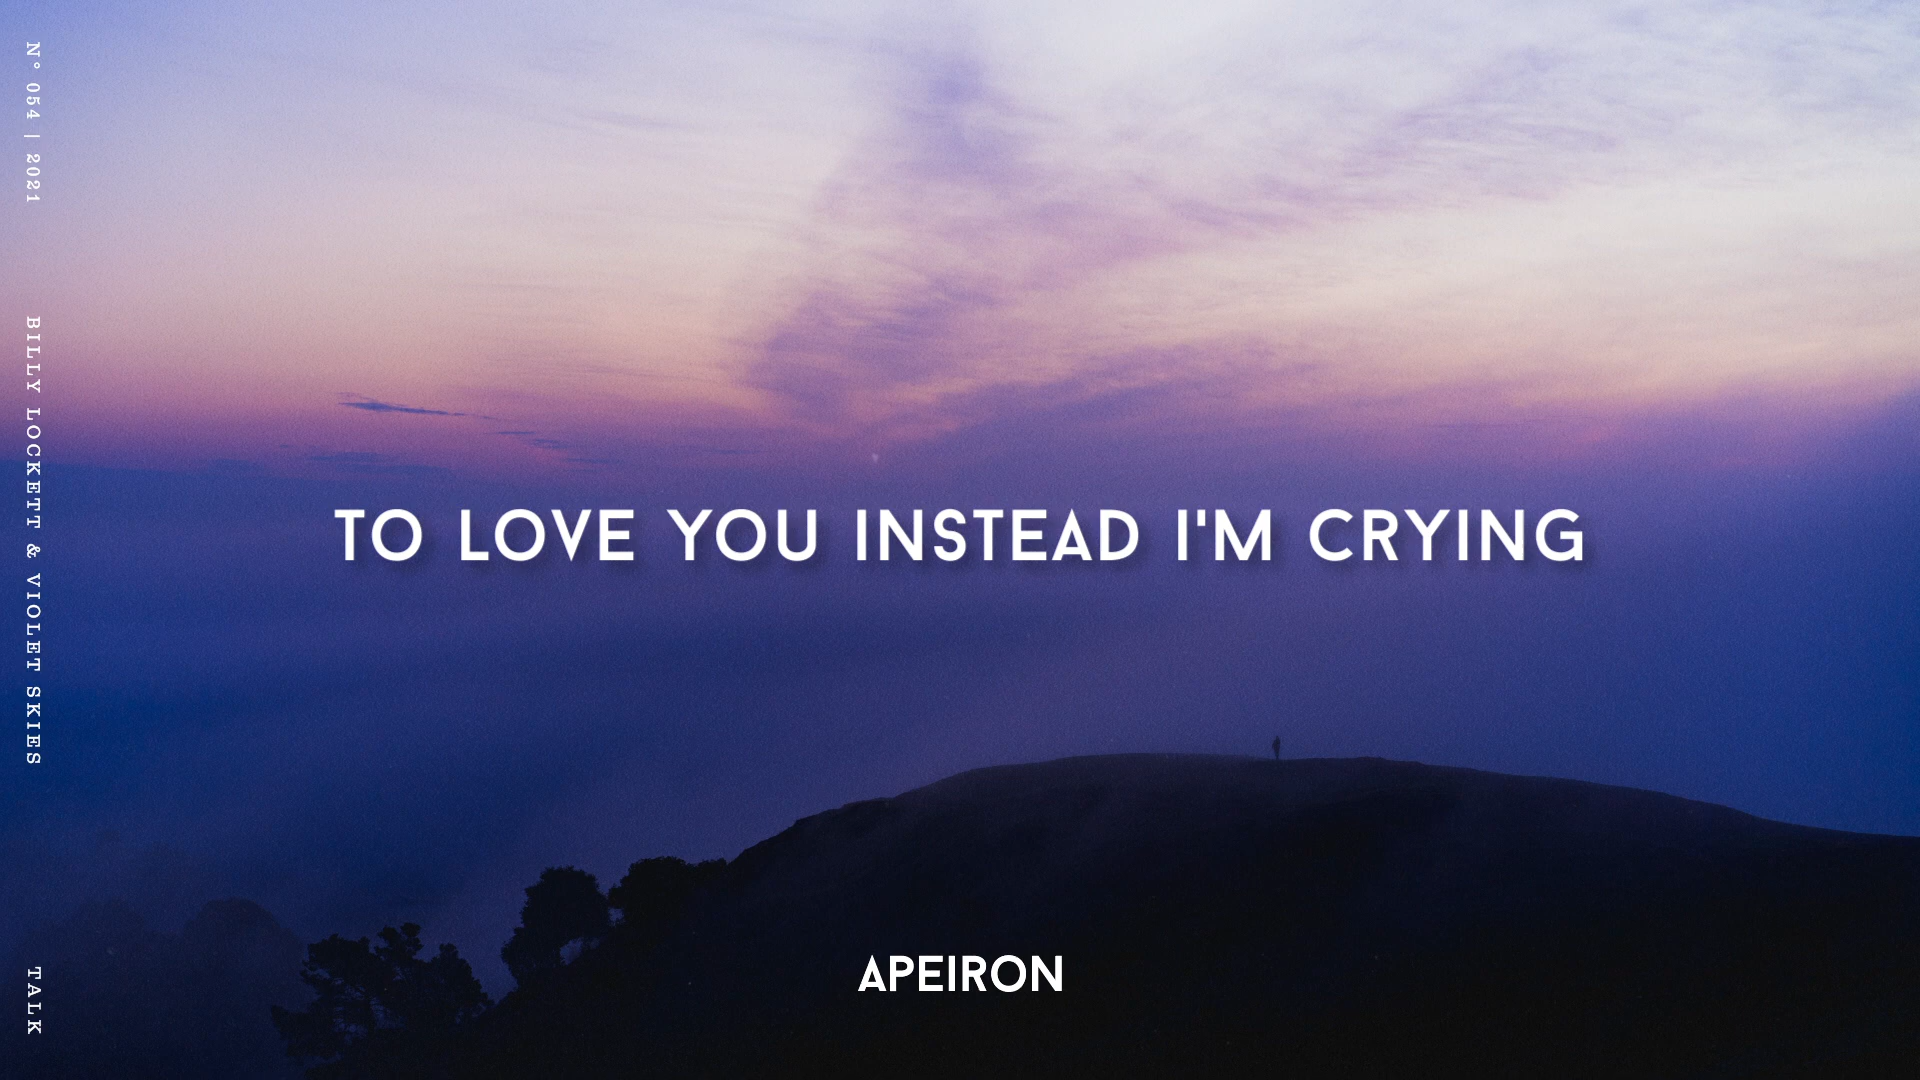 N° 054 | 2021
BILLY LOCKETT & VIOLET SKIES
TALK
TO LOVE YOU INSTEAD I'M CRYING
APEIRON